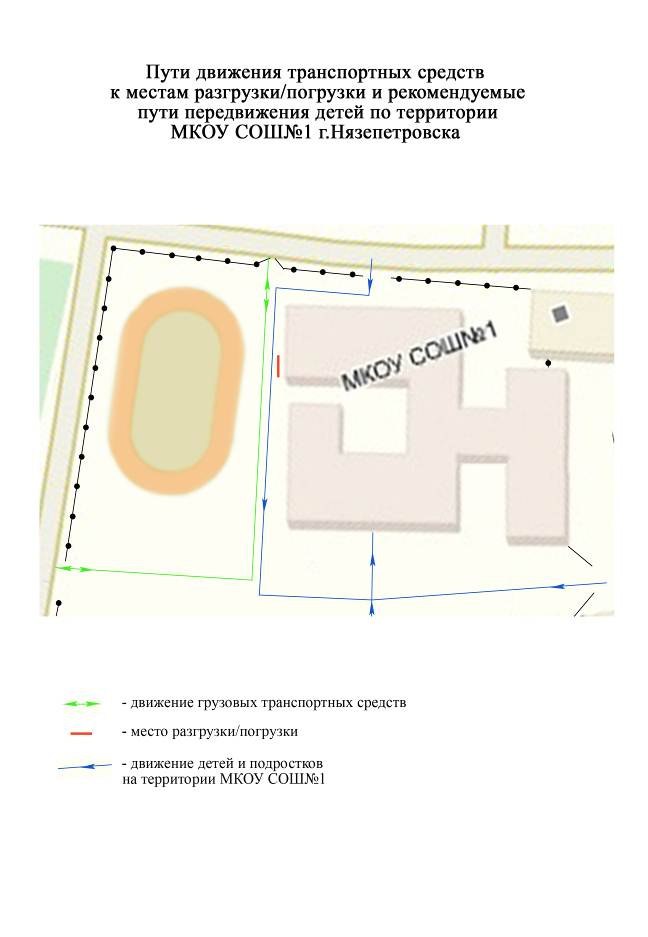 Пути движения транспортных средств
к местам разгрузки/погрузки и рекомендуемые
пути передвижения детей по территории
МКОУ СОШ№1 г.Нязепетровска
МКОУ СОШ№1
- движение грузовых транспортных средств
- место разгрузки/погрузки
- движение детей и подростков
на территории МКОУ СОШ№1